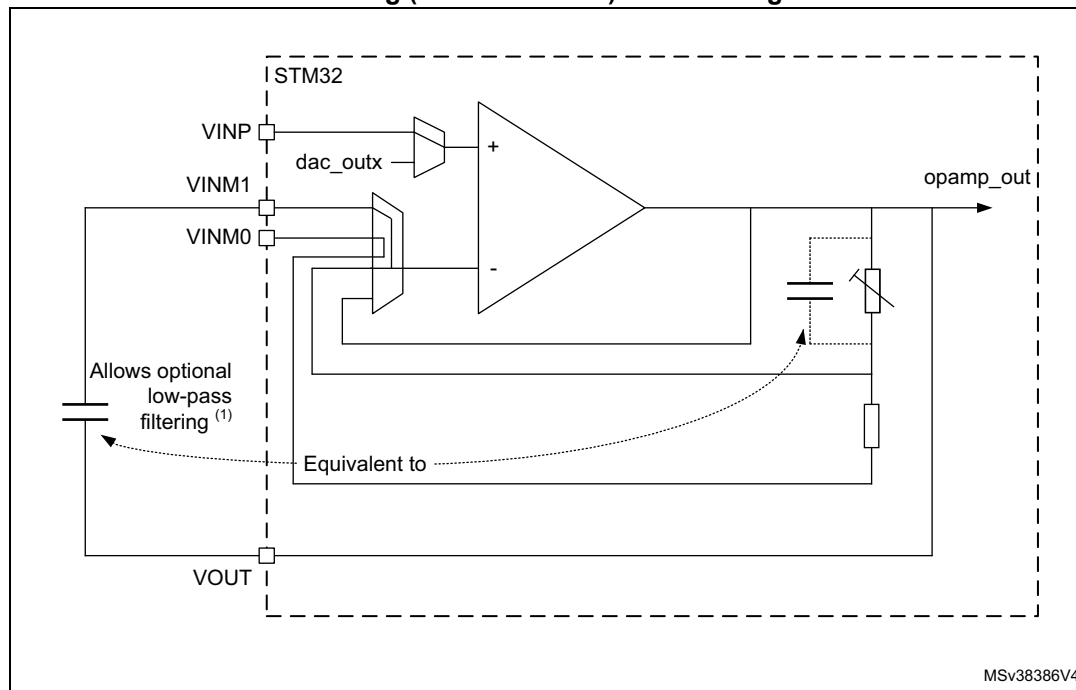 STM32
VINP
dac_outx
+
VINM1
opamp_out
VINM0
-
Allows optional
low-pass
filtering (1)
Equivalent to
VOUT
MSv38386V4